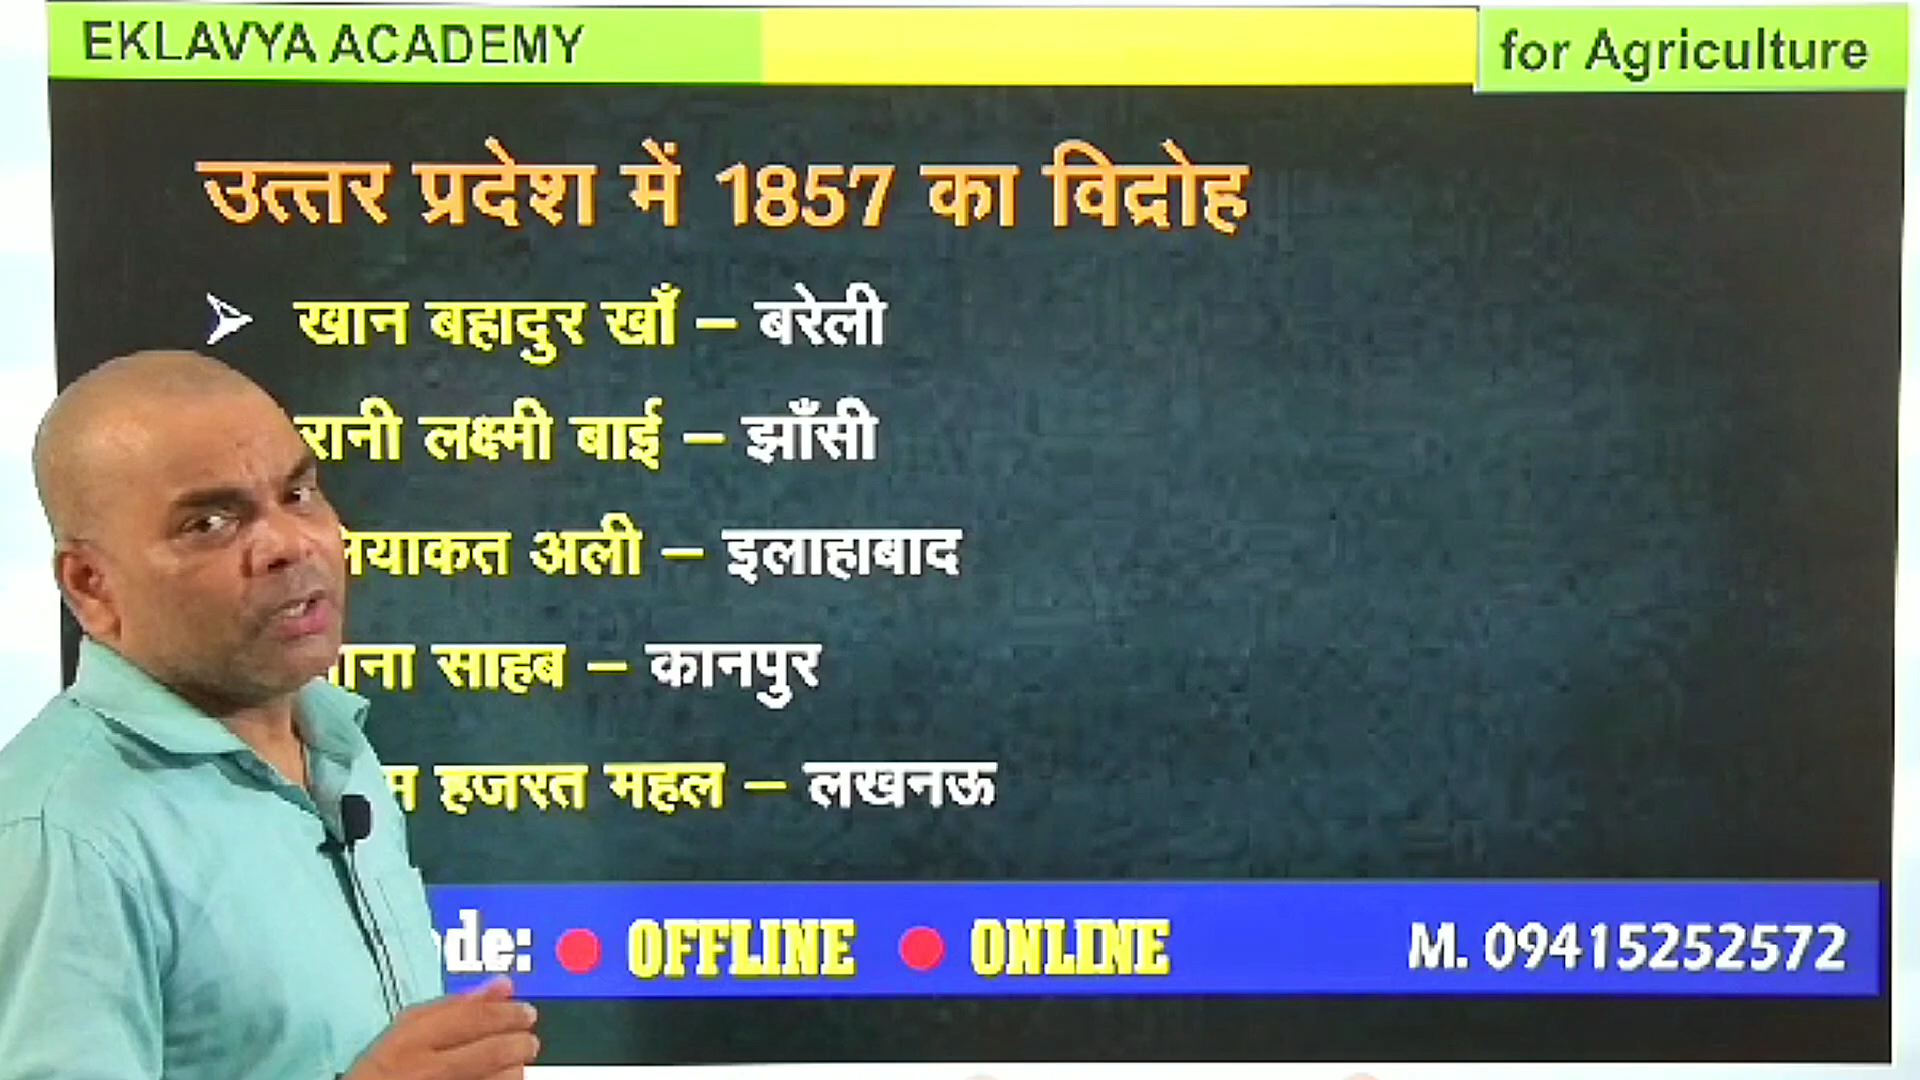 EKLAVYA ACADEMY
for Agriculture
उत्तर प्रदेश में 1857 का विद्रोह
➢ खान बहादुर खाँ – बरेली
रानी लक्ष्मी बाई – झाँसी
अली – इलाहाबाद
साहब – कानपुर
हजरत महल – लखनऊ
OFFLINE ONLINE M. 09415252572